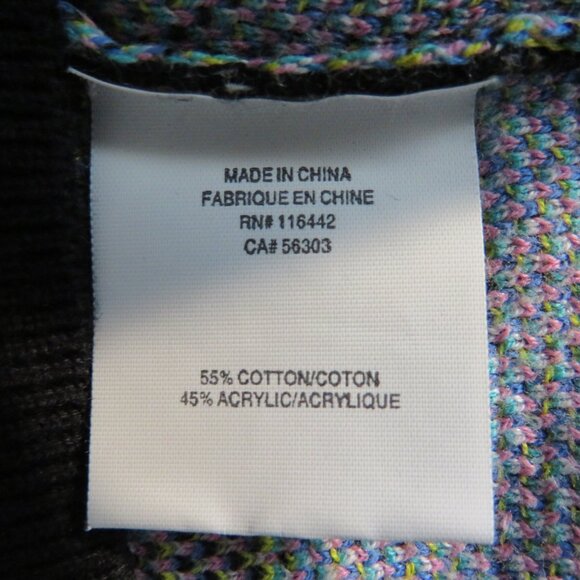 MADE IN CHINA
FABRIQUE EN CHINE
RN# 116442
CA# 56303
55% COTTON/COTON
45% ACRYLIC/ACRYLIQUE